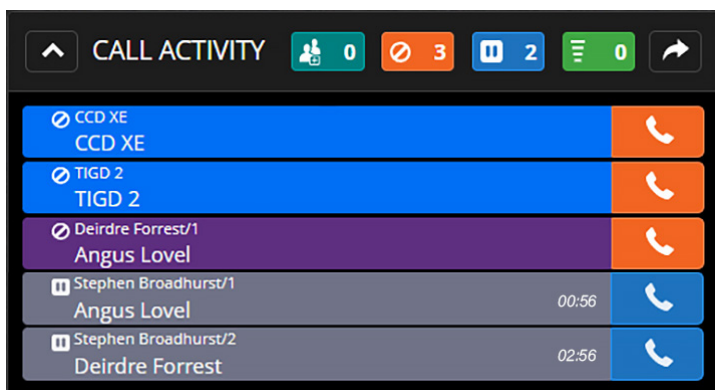 CALL ACTIVITY 0 3 2 0
CCD XE
CCD XE
TIGD 2
TIGD 2
Deirdre Forrest/1
Angus Lovel
Stephen Broadhurst/1
Angus Lovel 00:56
Stephen Broadhurst/2
Deirdre Forrest 02:56